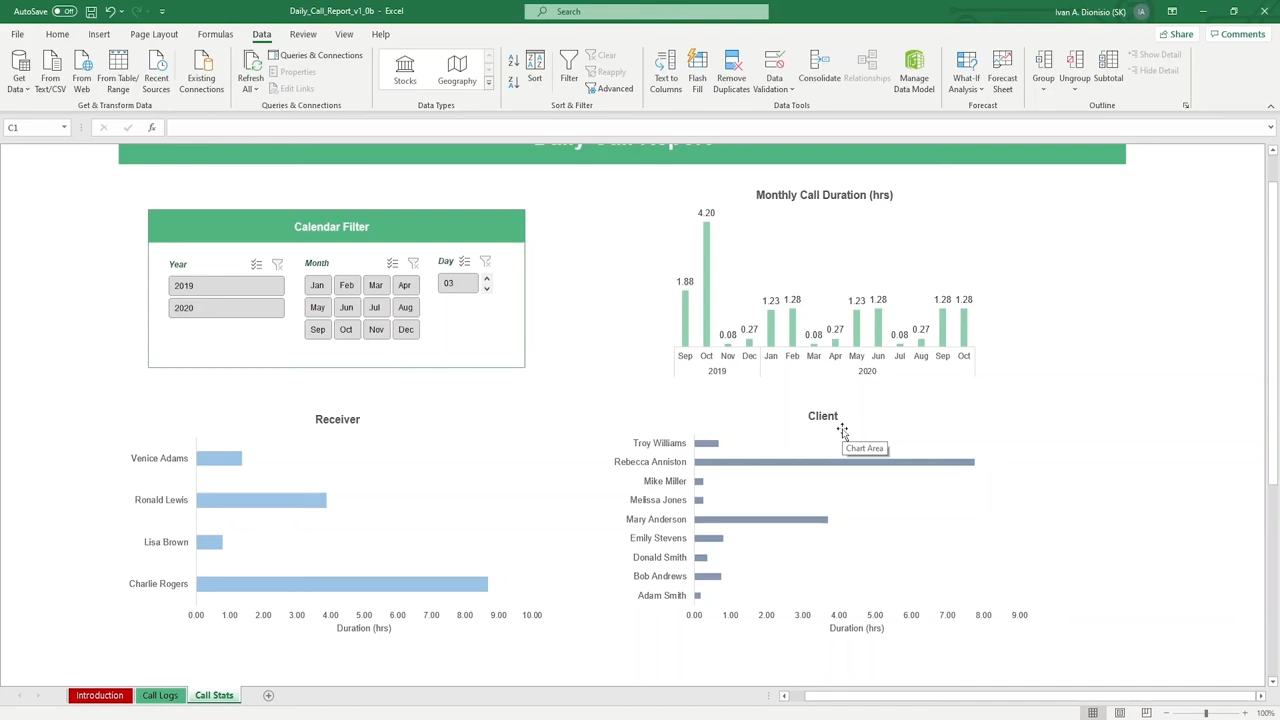 AutoSave Off Daily_Call_Report_v1_0b - Excel Search Ivan A. Dionisio (SK) IA
File Home Insert Page Layout Formulas Data Review View Help Share Comments
Get Data From Text/CSV From Web From Table/ Range Recent Sources Existing Connections
Get & Transform Data
Refresh All Queries & Connections Properties Edit Links
Queries & Connections
Stocks Geography
Data Types
Sort Filter Clear Reapply Advanced
Sort & Filter
Text to Columns Flash Fill Remove Duplicates Data Validation Consolidate Relationships Manage Data Model
Data Tools
What-If Analysis Forecast Sheet
Forecast
Group Ungroup Subtotal Show Detail Hide Detail
Outline
C1 fx
Daily Call Report
Calendar Filter
Year
2019
2020
Month
Jan Feb Mar Apr
May Jun Jul Aug
Sep Oct Nov Dec
Day
03
Monthly Call Duration (hrs)
1.88 4.20 0.08 0.27 1.23 1.28 0.08 0.27 1.23 1.28 0.08 0.27 1.28 1.28
Sep Oct Nov Dec Jan Feb Mar Apr May Jun Jul Aug Sep Oct
2019 2020
Receiver
Venice Adams
Ronald Lewis
Lisa Brown
Charlie Rogers
0.00 1.00 2.00 3.00 4.00 5.00 6.00 7.00 8.00 9.00 10.00
Duration (hrs)
Client
Chart Area
Troy Williams
Rebecca Anniston
Mike Miller
Melissa Jones
Mary Anderson
Emily Stevens
Donald Smith
Bob Andrews
Adam Smith
0.00 1.00 2.00 3.00 4.00 5.00 6.00 7.00 8.00 9.00
Duration (hrs)
Introduction Call Logs Call Stats
100%